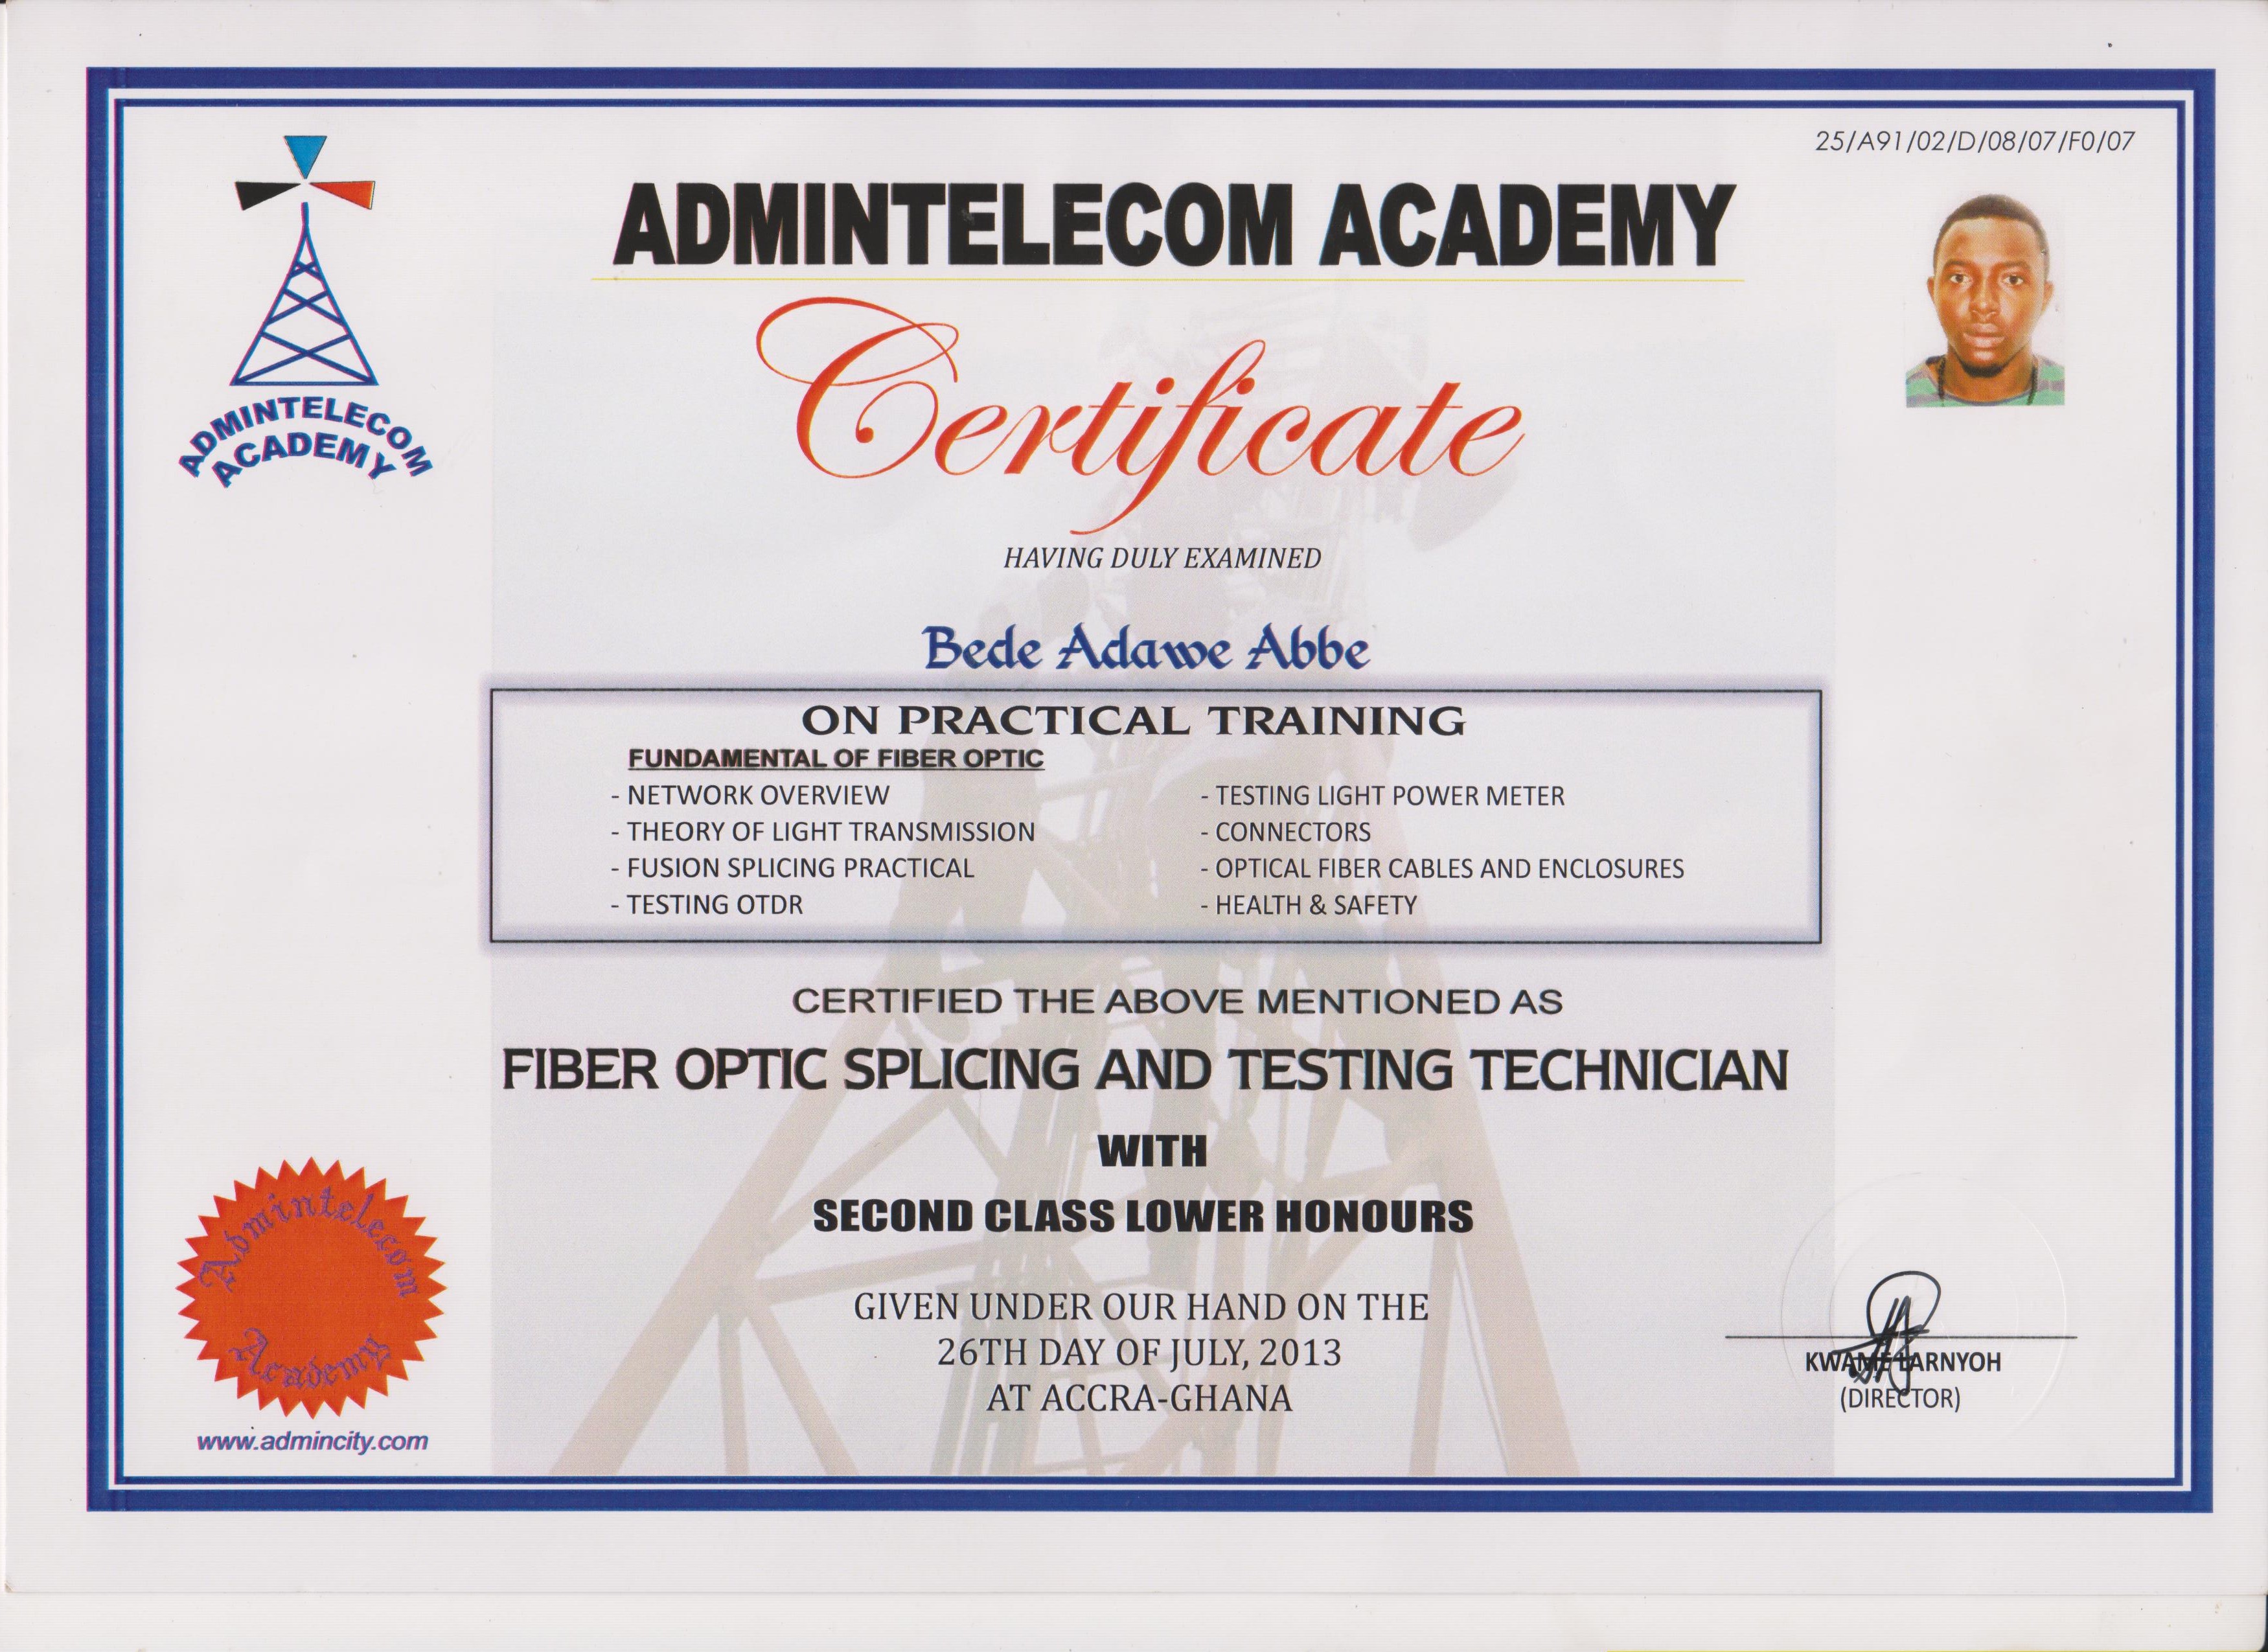 25/A91/02/D/08/07/F0/07
ADMINTELECOM ACADEMY
Certificate
ADMINTELECOM
ACADEMY
HAVING DULY EXAMINED
Bede Adawe Abbe
ON PRACTICAL TRAINING
FUNDAMENTAL OF FIBER OPTIC
- NETWORK OVERVIEW
- THEORY OF LIGHT TRANSMISSION
- FUSION SPLICING PRACTICAL
- TESTING OTDR
- TESTING LIGHT POWER METER
- CONNECTORS
- OPTICAL FIBER CABLES AND ENCLOSURES
- HEALTH & SAFETY
CERTIFIED THE ABOVE MENTIONED AS
FIBER OPTIC SPLICING AND TESTING TECHNICIAN
WITH
SECOND CLASS LOWER HONOURS
GIVEN UNDER OUR HAND ON THE
26TH DAY OF JULY, 2013
AT ACCRA-GHANA
Admintelecom
Academy
www.admincity.com
KWAME LARNYOH
(DIRECTOR)